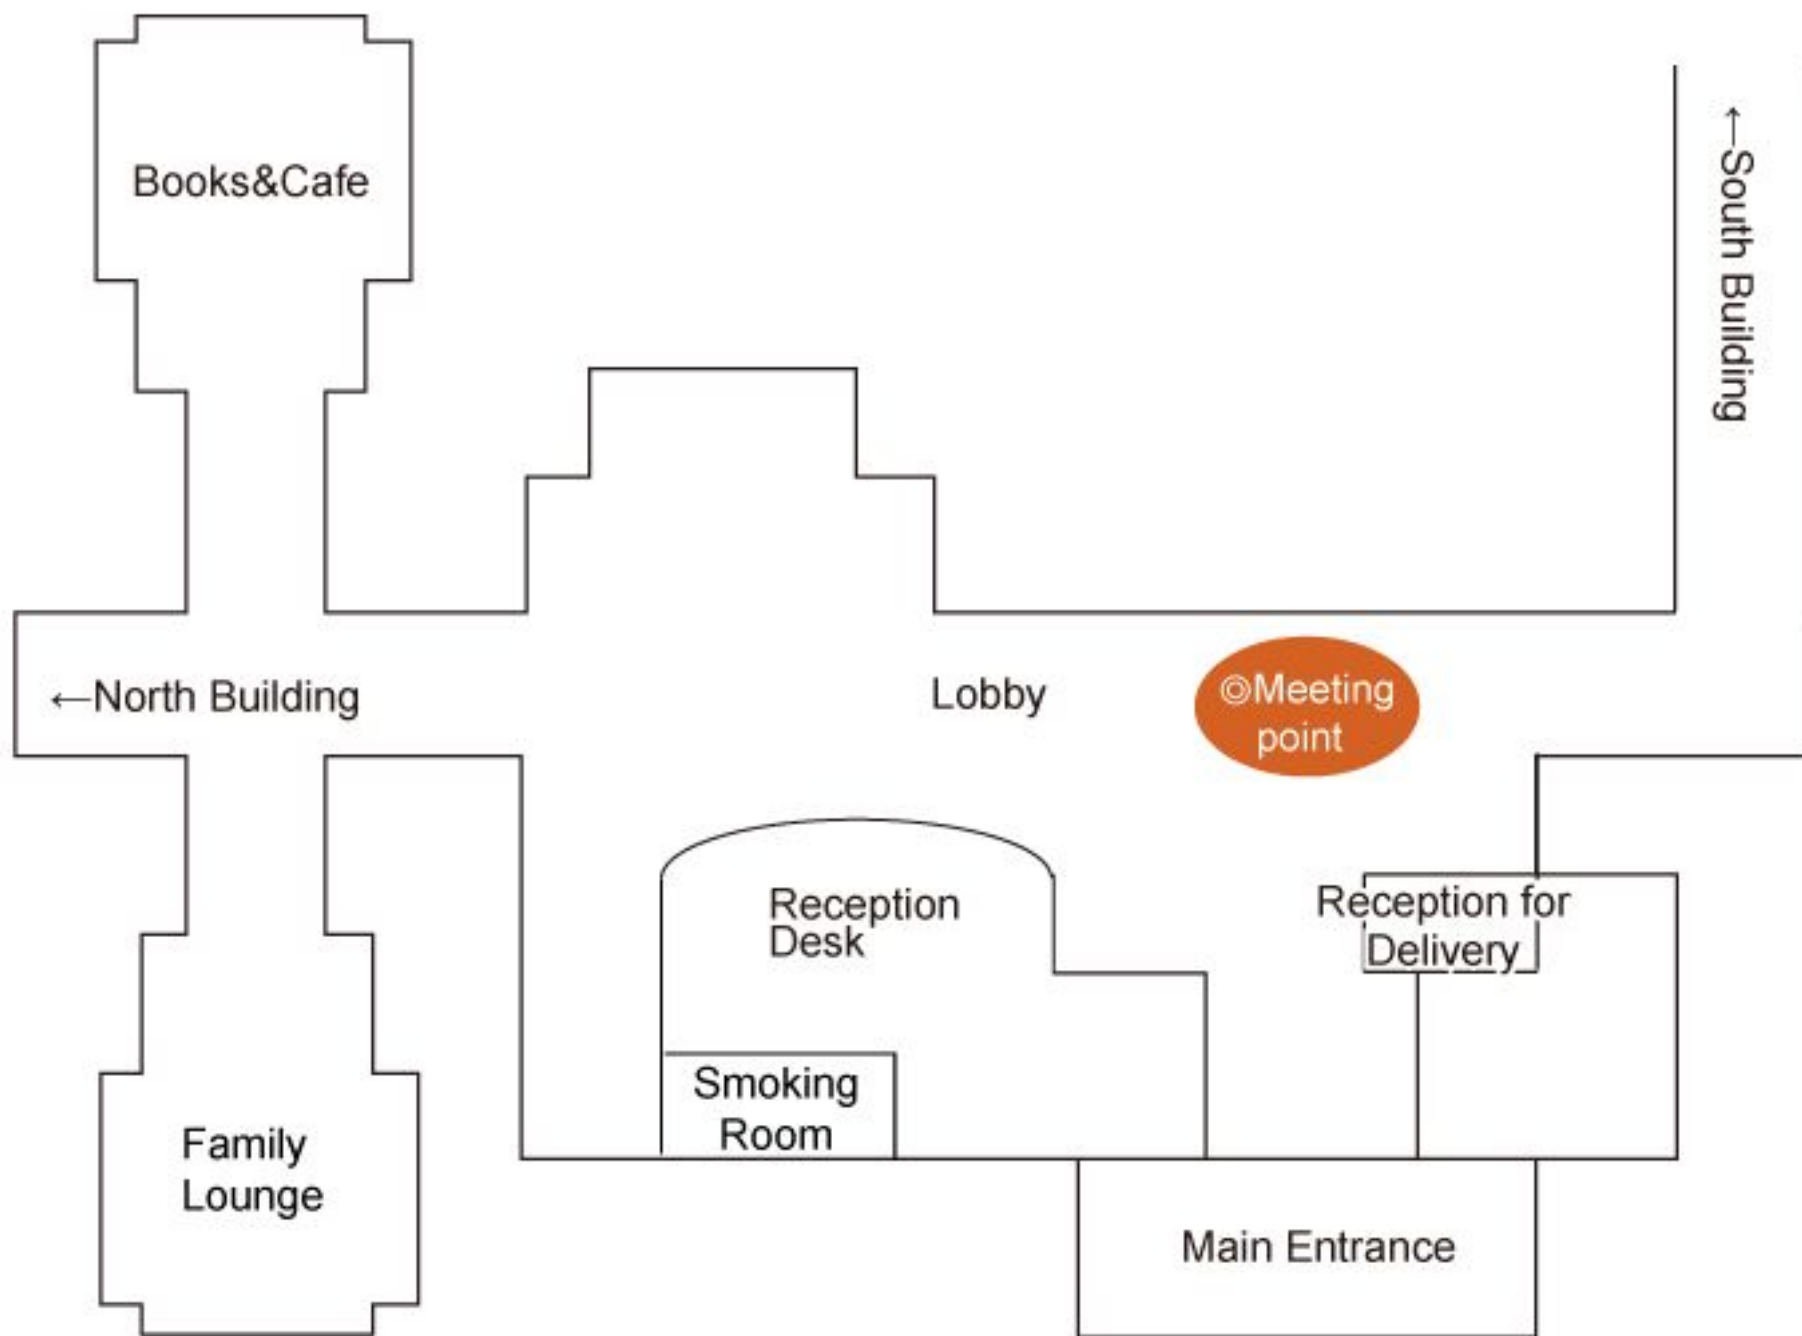 Books&Cafe
←South Building
←North Building
Lobby
◎Meeting
point
Reception
Desk
Reception for
Delivery
Smoking
Room
Family
Lounge
Main Entrance